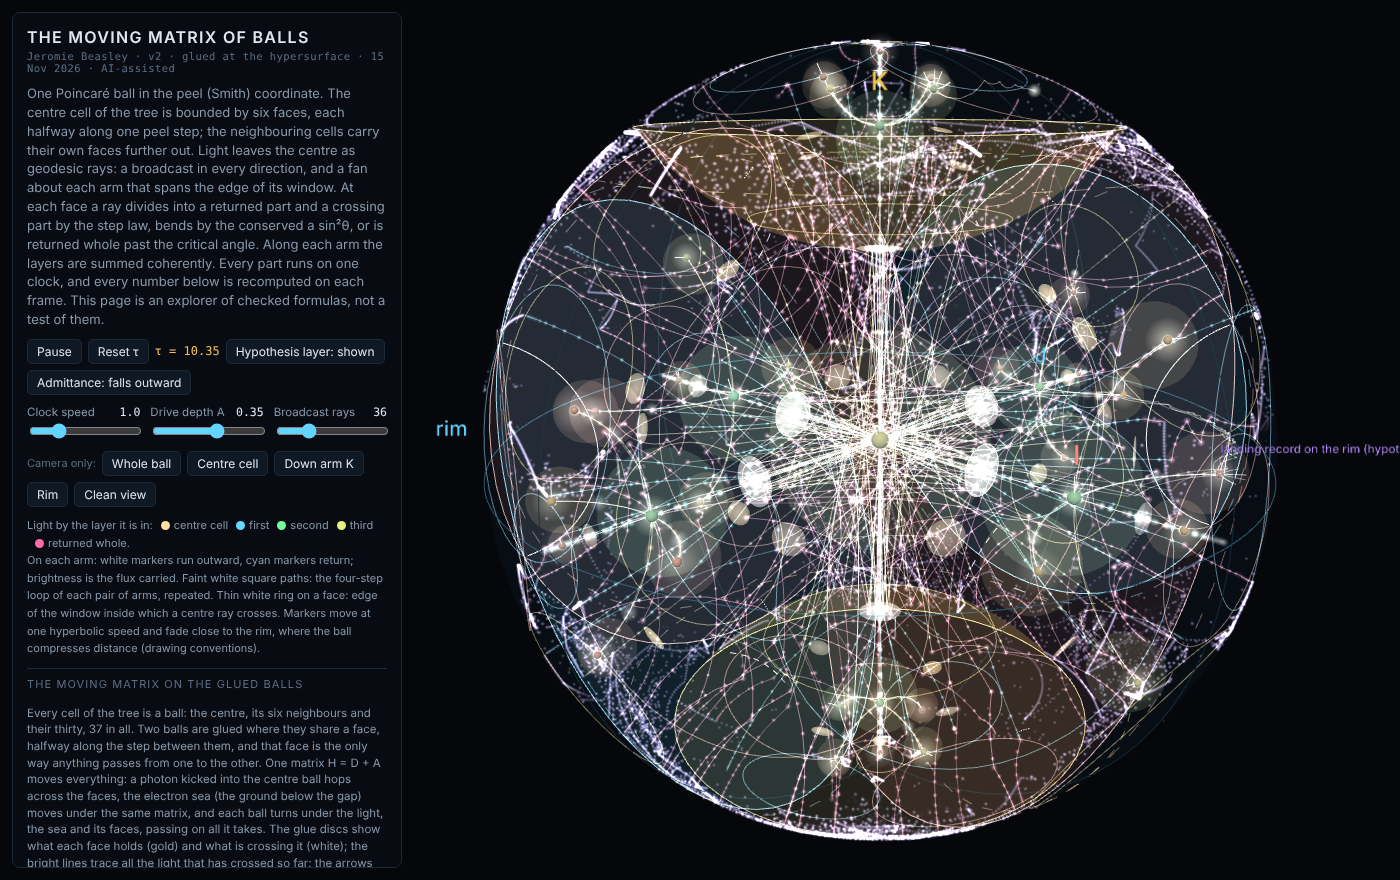 THE MOVING MATRIX OF BALLS
Jeromie Beasley · v2 · glued at the hypersurface · 15
Nov 2026 · AI-assisted
One Poincaré ball in the peel (Smith) coordinate. The
centre cell of the tree is bounded by six faces, each
halfway along one peel step; the neighbouring cells carry
their own faces further out. Light leaves the centre as
geodesic rays: a broadcast in every direction, and a fan
about each arm that spans the edge of its window. At
each face a ray divides into a returned part and a crossing
part by the step law, bends by the conserved a sin²θ, or is
returned whole past the critical angle. Along each arm the
layers are summed coherently. Every part runs on one
clock, and every number below is recomputed on each
frame. This page is an explorer of checked formulas, not a
test of them.
Pause Reset τ τ = 10.35 Hypothesis layer: shown
Admittance: falls outward
Clock speed 1.0 Drive depth A 0.35 Broadcast rays 36
Camera only: Whole ball Centre cell Down arm K
Rim Clean view
Light by the layer it is in: centre cell first second third
returned whole.
On each arm: white markers run outward, cyan markers return;
brightness is the flux carried. Faint white square paths: the four-step
loop of each pair of arms, repeated. Thin white ring on a face: edge
of the window inside which a centre ray crosses. Markers move at
one hyperbolic speed and fade close to the rim, where the ball
compresses distance (drawing conventions).
THE MOVING MATRIX ON THE GLUED BALLS
Every cell of the tree is a ball: the centre, its six neighbours and
their thirty, 37 in all. Two balls are glued where they share a face,
halfway along the step between them, and that face is the only
way anything passes from one to the other. One matrix H = D + A
moves everything: a photon kicked into the centre ball hops
across the faces, the electron sea (the ground below the gap)
moves under the same matrix, and each ball turns under the light,
the sea and its faces, passing on all it takes. The glue discs show
what each face holds (gold) and what is crossing it (white); the
bright lines trace all the light that has crossed so far; the arrows
K
rim
record on the rim (hypot